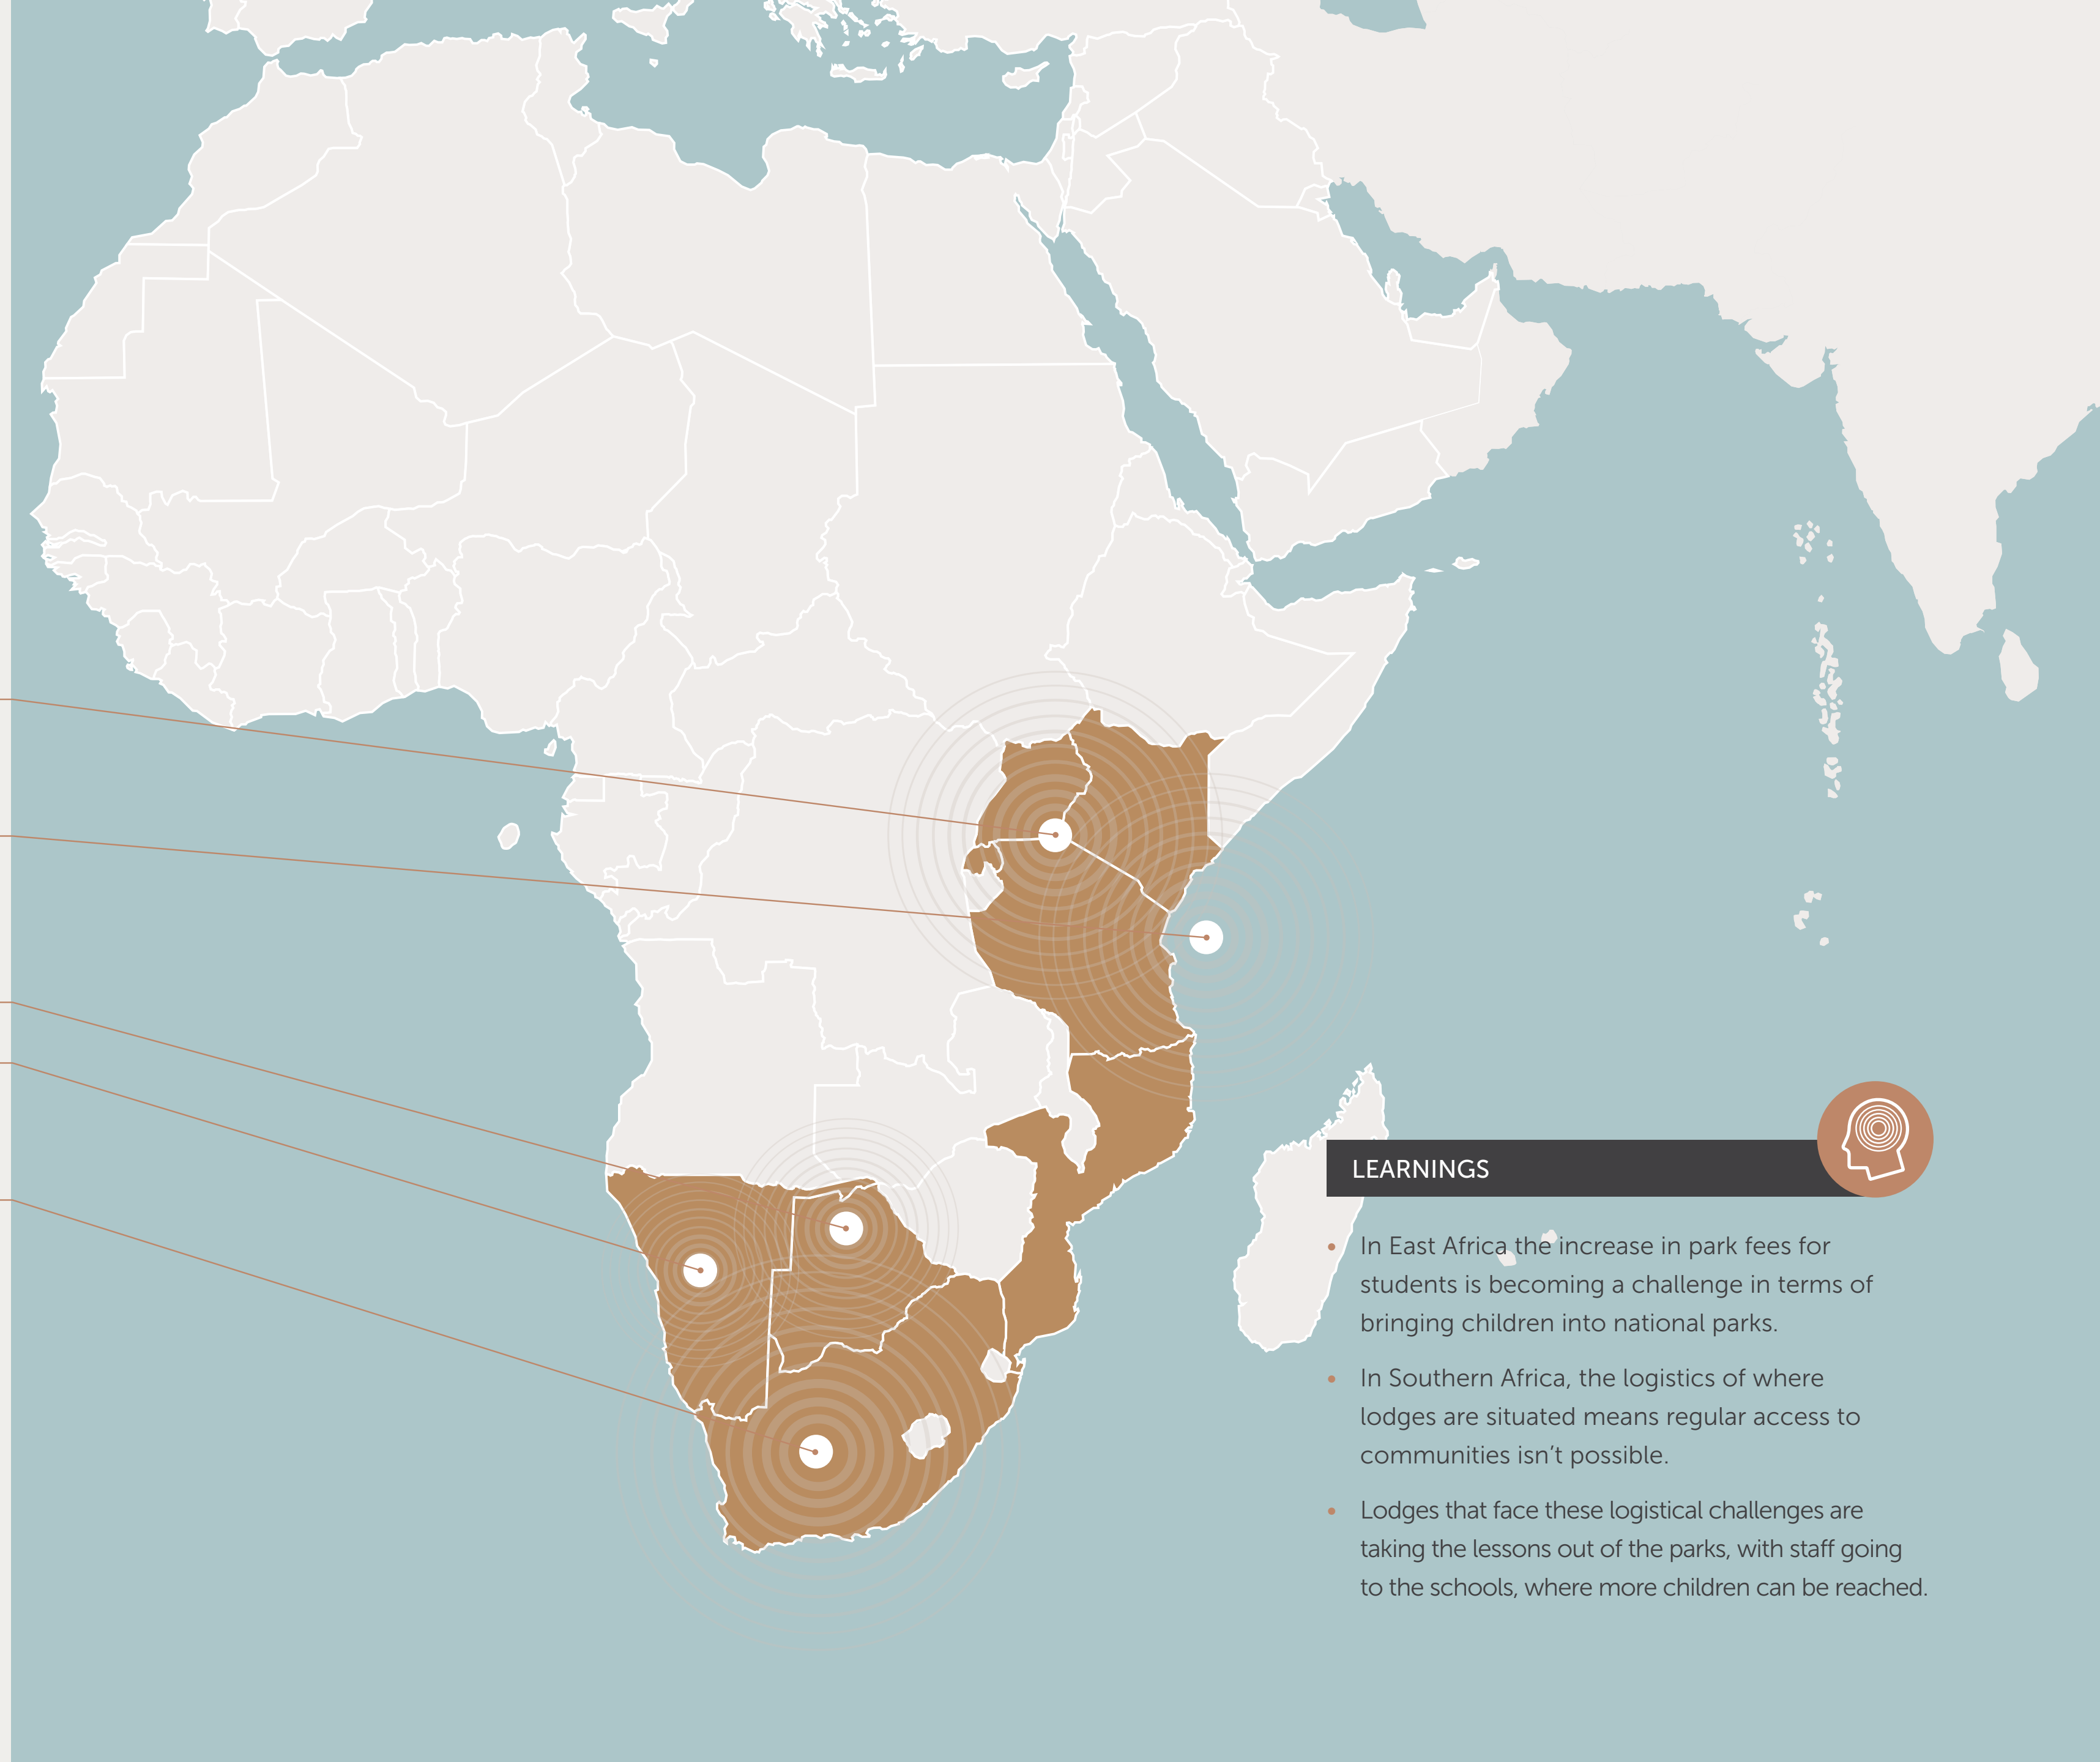 LEARNINGS
• In East Africa the increase in park fees for
students is becoming a challenge in terms of
bringing children into national parks.
• In Southern Africa, the logistics of where
lodges are situated means regular access to
communities isn’t possible.
• Lodges that face these logistical challenges are
taking the lessons out of the parks, with staff going
to the schools, where more children can be reached.